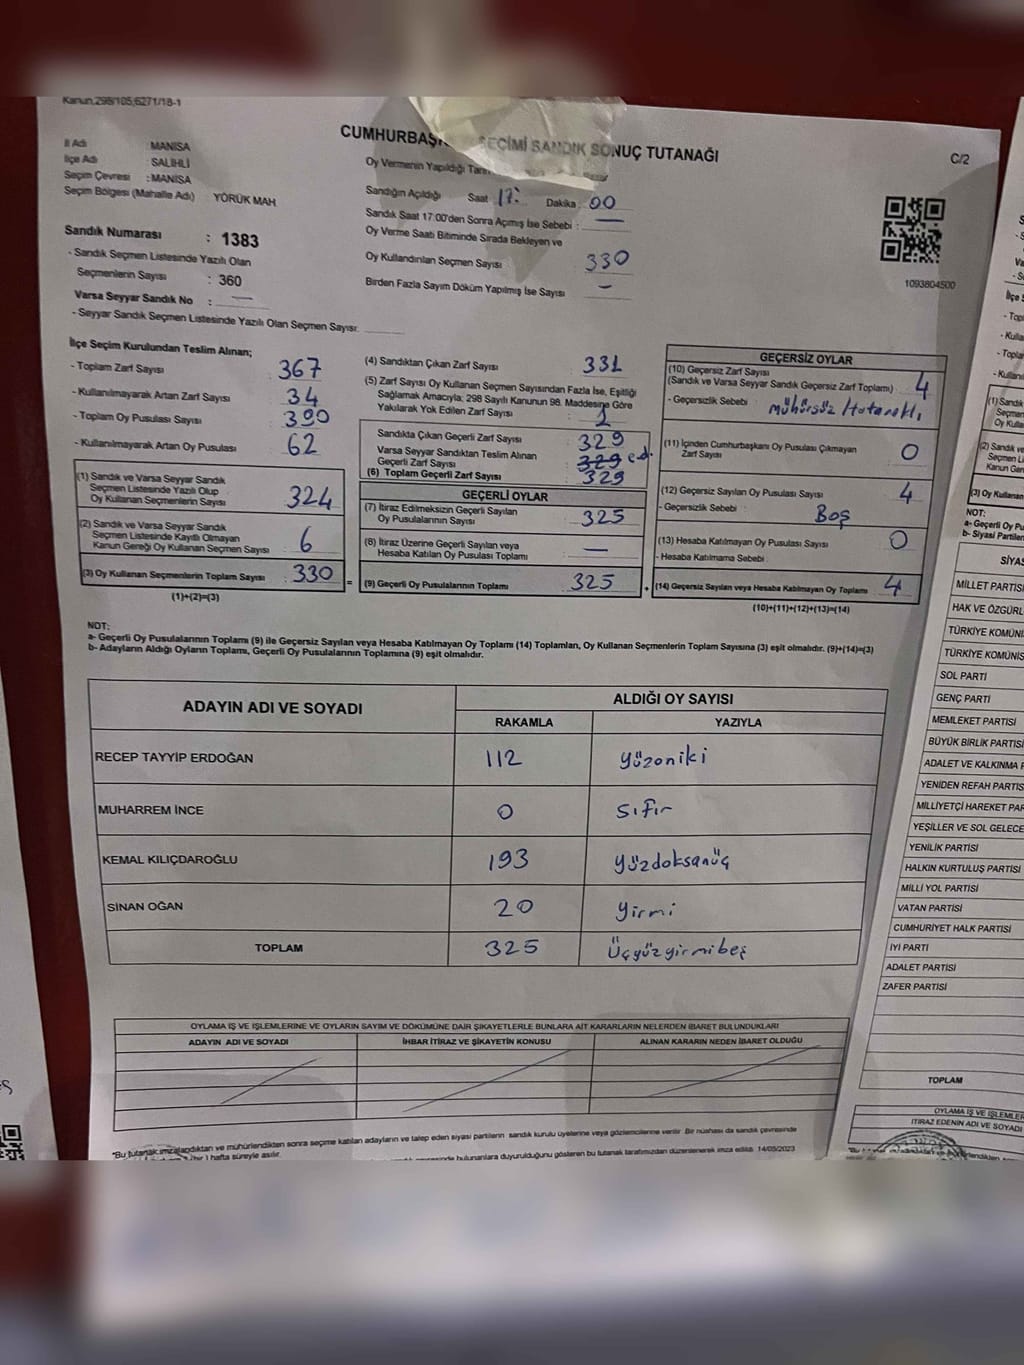 Kanun,298/105,6271/18-1
CUMHURBAŞK SEÇİMİ SANDIK SONUÇ TUTANAĞI
C/2
İl Adı : MANİSA
İlçe Adı : SALİHLİ
Seçim Çevresi : MANİSA
Seçim Bölgesi (Mahalle Adı) YÖRÜK MAH
Sandık Numarası : 1383
- Sandık Seçmen Listesinde Yazılı Olan
Seçmenlerin Sayısı : 360
Varsa Seyyar Sandık No : —
- Seyyar Sandık Seçmen Listesinde Yazılı Olan Seçmen Sayısı:
Oy Vermenin Yapıldığı
Sandığın Açıldığı Saat 17: Dakika : 00
Sandık Saat 17:00'den Sonra Açımış İse Sebebi : —
Oy Verme Saati Bitiminde Sırada Bekleyen ve
Oy Kullandırılan Seçmen Sayısı 330
Birden Fazla Sayım Döküm Yapılmış İse Sayısı –
1093804500
İlçe Seçim Kurulundan Teslim Alınan;
- Toplam Zarf Sayısı 367
- Kullanılmayarak Artan Zarf Sayısı 34
- Toplam Oy Pusulası Sayısı 390
- Kullanılmayarak Artan Oy Pusulası 62
(1) Sandık ve Varsa Seyyar Sandık
Seçmen Listesinde Yazılı Olup
Oy Kullanan Seçmenlerin Sayısı 324
(2) Sandık ve Varsa Seyyar Sandık
Seçmen Listesinde Kayıtlı Olmayan
Kanun Gereği Oy Kullanan Seçmen Sayısı 6
(3) Oy Kullanan Seçmenlerin Toplam Sayısı 330
(1)+(2)=(3)
=
(4) Sandıktan Çıkan Zarf Sayısı 331
(5) Zarf Sayısı Oy Kullanan Seçmen Sayısından Fazla İse, Eşitliği
Sağlamak Amacıyla; 298 Sayılı Kanunun 98. Maddesine Göre
Yakılarak Yok Edilen Zarf Sayısı
Sandıkta Çıkan Geçerli Zarf Sayısı 329
Varsa Seyyar Sandıktan Teslim Alınan
Geçerli Zarf Sayısı 329
(6) Toplam Geçerli Zarf Sayısı 329
GEÇERLİ OYLAR
(7) İtiraz Edilmeksizin Geçerli Sayılan
Oy Pusulalarının Sayısı 325
(8) İtiraz Üzerine Geçerli Sayılan veya
Hesaba Katılan Oy Pusulası Toplamı —
(9) Geçerli Oy Pusulalarının Toplamı 325
+
GEÇERSİZ OYLAR
(10) Geçersiz Zarf Sayısı 4
(Sandık ve Varsa Seyyar Sandık Geçersiz Zarf Toplamı)
- Geçersizlik Sebebi : mühürsüz
(11) İçinden Cumhurbaşkanı Oy Pusulası Çıkmayan
Zarf Sayısı 0
(12) Geçersiz Sayılan Oy Pusulası Sayısı 4
- Geçersizlik Sebebi : Boş
(13) Hesaba Katılmayan Oy Pusulası Sayısı 0
- Hesaba Katılmama Sebebi :
(14) Geçersiz Sayılan veya Hesaba Katılmayan Oy Toplamı 4
(10)+(11)+(12)+(13)=(14)
NOT:
a- Geçerli Oy Pusulalarının Toplamı (9) ile Geçersiz Sayılan veya Hesaba Katılmayan Oy Toplamı (14) Toplamları, Oy Kullanan Seçmenlerin Toplam Sayısına (3) eşit olmalıdır. (9)+(14)=(3)
b- Adayların Aldığı Oyların Toplamı, Geçerli Oy Pusulalarının Toplamına (9) eşit olmalıdır.
ADAYIN ADI VE SOYADI
ALDIĞI OY SAYISI
RAKAMLA YAZIYLA
RECEP TAYYİP ERDOĞAN 112 yüzoniki
MUHARREM İNCE 0 sıfır
KEMAL KILIÇDAROĞLU 193 yüzdoksanüç
SİNAN OĞAN 20 yirmi
TOPLAM 325 Üçyüzyirmibeş
OYLAMA İŞ VE İŞLEMLERİNE VE OYLARIN SAYIM VE DÖKÜMÜNE DAİR ŞİKAYETLERLE BUNLARA AİT KARARLARIN NELERDEN İBARET BULUNDUKLARI
ADAYIN ADI VE SOYADI İHBAR İTİRAZ VE ŞİKAYETİN KONUSU ALINAN KARARIN NEDEN İBARET OLDUĞU
*Bu tutanak imzalandıktan ve mühürlendikten sonra seçime katılan adayların ve talep eden siyasi partilerin sandık kurulu üyelerine veya gözlemcilerine verilir. Bir nüshası da sandık çevresinde
hafta süreyle asılır.
bulunanlara duyurulduğunu gösteren bu tutanak tarafımızdan düzenlenerek imza edildi. 14/05/2023
NOT:
a- Geçerli Oy
b- Siyasi Partiler
SİYAS
MİLLET PARTİSİ
HAK VE ÖZGÜRL
TÜRKİYE KOMÜNİ
TÜRKİYE KOMÜNİS
SOL PARTİ
GENÇ PARTİ
MEMLEKET PARTİSİ
BÜYÜK BİRLİK PARTİSİ
ADALET VE KALKINMA P
YENİDEN REFAH PARTİS
MİLLİYETÇİ HAREKET PAR
YEŞİLLER VE SOL GELECE
YENİLİK PARTİSİ
HALKIN KURTULUŞ PARTİSİ
MİLLİ YOL PARTİSİ
VATAN PARTİSİ
CUMHURİYET HALK PARTİSİ
İYİ PARTİ
ADALET PARTİSİ
ZAFER PARTİSİ
TOPLAM
OYLAMA İŞ VE İŞLEMLER
İTİRAZ EDENİN ADI VE SOYADI